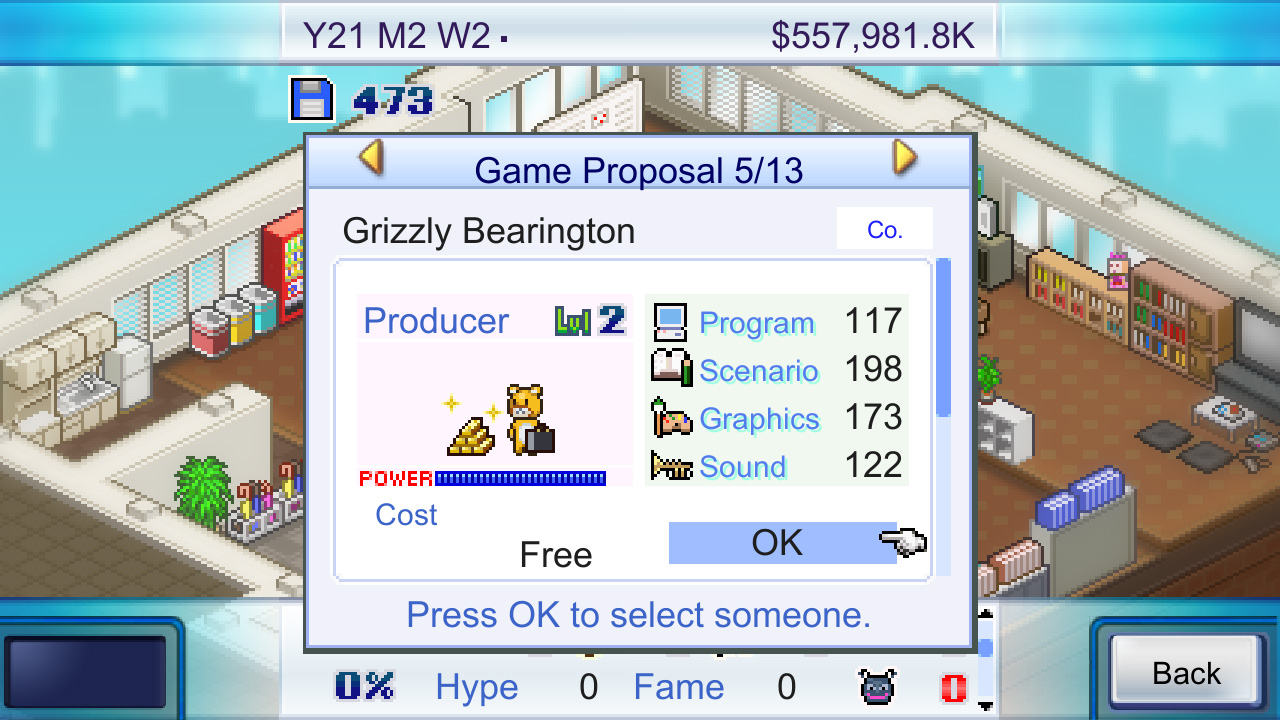 Y21 M2 W2
$557,981.8K
473
Game Proposal 5/13
Grizzly Bearington
Co.
Producer Lvl 2
Program 117
Scenario 198
Graphics 173
Sound 122
POWER
Cost
Free
OK
Press OK to select someone.
0% Hype 0 Fame 0 0
Back